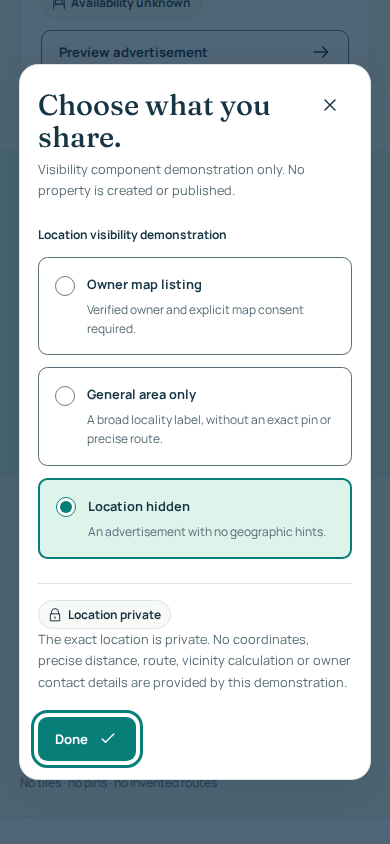 Availability unknown
Preview advertisement
Choose what you
share.
Visibility component demonstration only. No
property is created or published.
Location visibility demonstration
Owner map listing
Verified owner and explicit map consent
required.
General area only
A broad locality label, without an exact pin or
precise route.
Location hidden
An advertisement with no geographic hints.
Location private
The exact location is private. No coordinates,
precise distance, route, vicinity calculation or owner
contact details are provided by this demonstration.
Done
No tiles · no pins · no invented routes